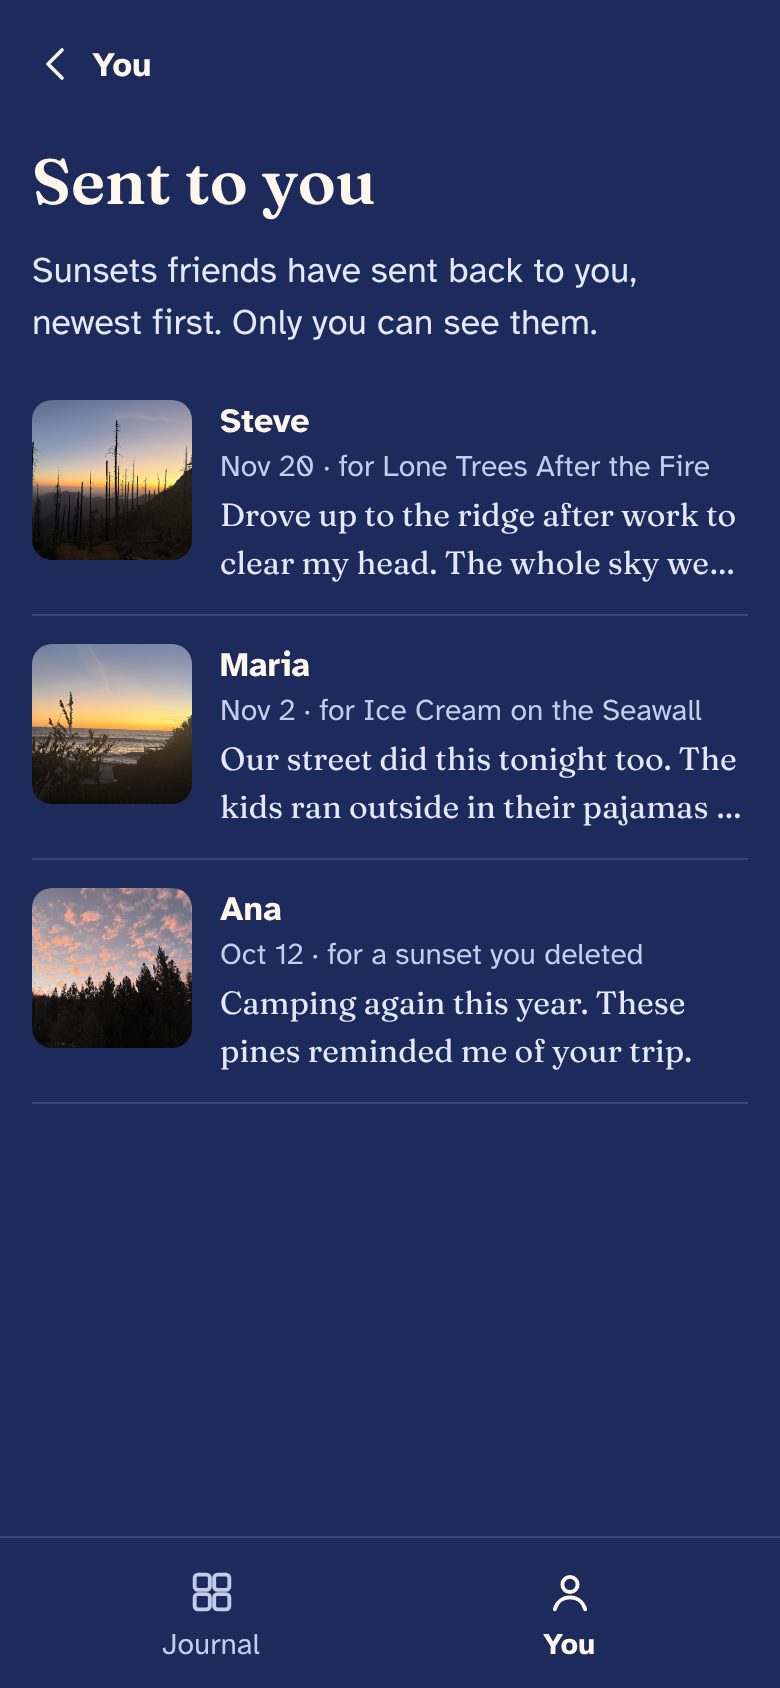 You
Sent to you
Sunsets friends have sent back to you,
newest first. Only you can see them.
Steve
Nov 20 · for Lone Trees After the Fire
Drove up to the ridge after work to
clear my head. The whole sky we...
Maria
Nov 2 · for Ice Cream on the Seawall
Our street did this tonight too. The
kids ran outside in their pajamas ...
Ana
Oct 12 · for a sunset you deleted
Camping again this year. These
pines reminded me of your trip.
Journal
You